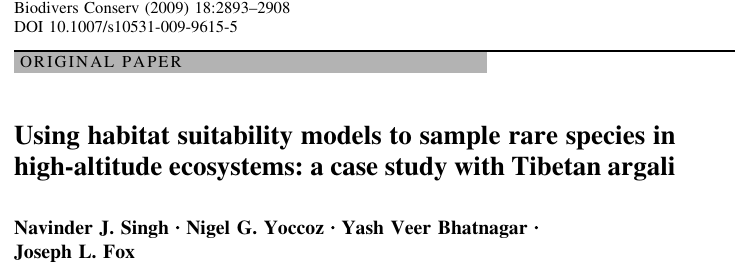 Biodivers Conserv (2009) 18:2893–2908
DOI 10.1007/s10531-009-9615-5
ORIGINAL PAPER
Using habitat suitability models to sample rare species in
high-altitude ecosystems: a case study with Tibetan argali
Navinder J. Singh · Nigel G. Yoccoz · Yash Veer Bhatnagar ·
Joseph L. Fox